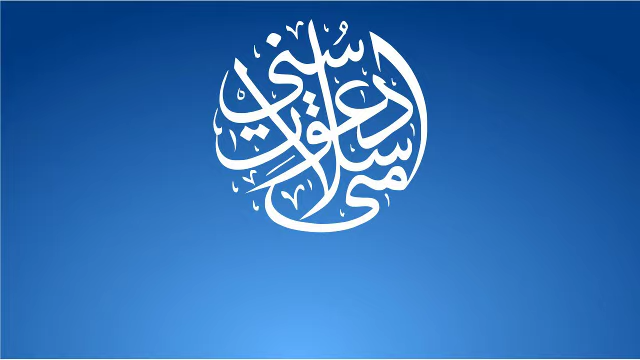 سنی
دعوت
اسلامی